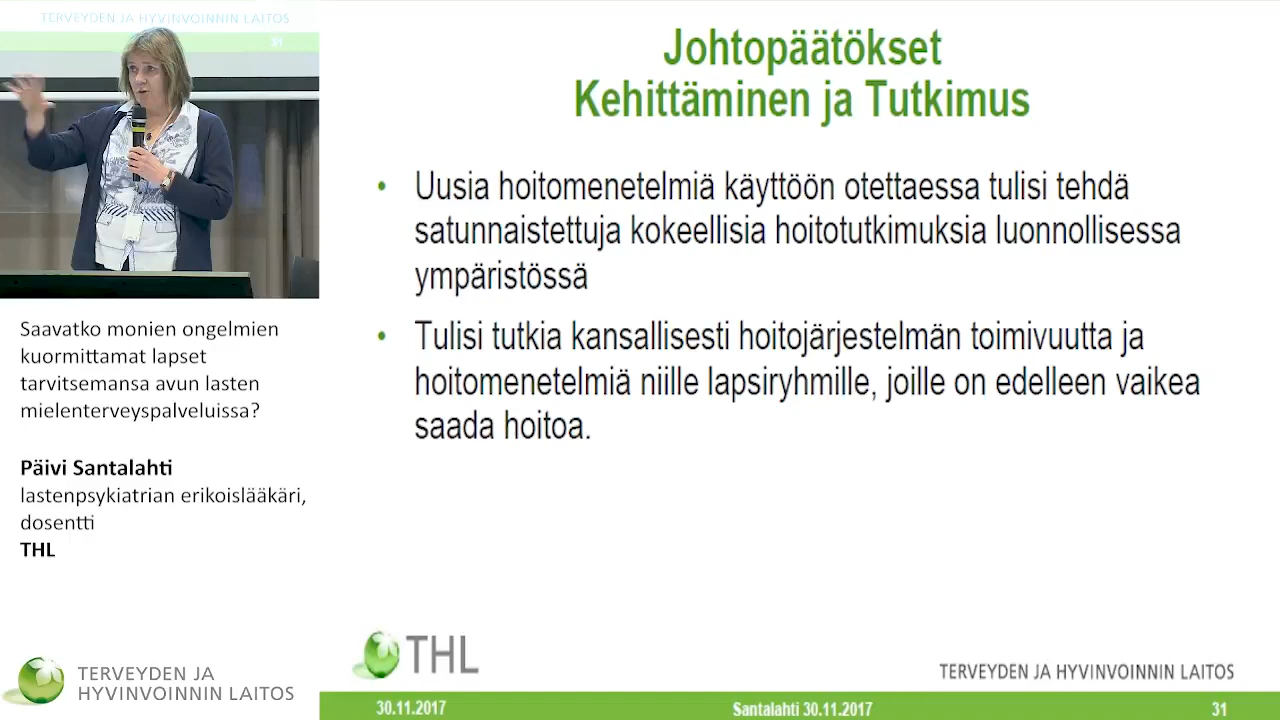 TERVEYDEN JA HYVINVOINNIN LAITOS
31
Saavatko monien ongelmien
kuormittamat lapset
tarvitsemansa avun lasten
mielenterveyspalveluissa?
Päivi Santalahti
lastenpsykiatrian erikoislääkäri,
dosentti
THL
TERVEYDEN JA
HYVINVOINNIN LAITOS
Johtopäätökset
Kehittäminen ja Tutkimus
• Uusia hoitomenetelmiä käyttöön otettaessa tulisi tehdä
satunnaistettuja kokeellisia hoitotutkimuksia luonnollisessa
ympäristössä
• Tulisi tutkia kansallisesti hoitojärjestelmän toimivuutta ja
hoitomenetelmiä niille lapsiryhmille, joille on edelleen vaikea
saada hoitoa.
THL
TERVEYDEN JA HYVINVOINNIN LAITOS
30.11.2017
Santalahti 30.11.2017
31